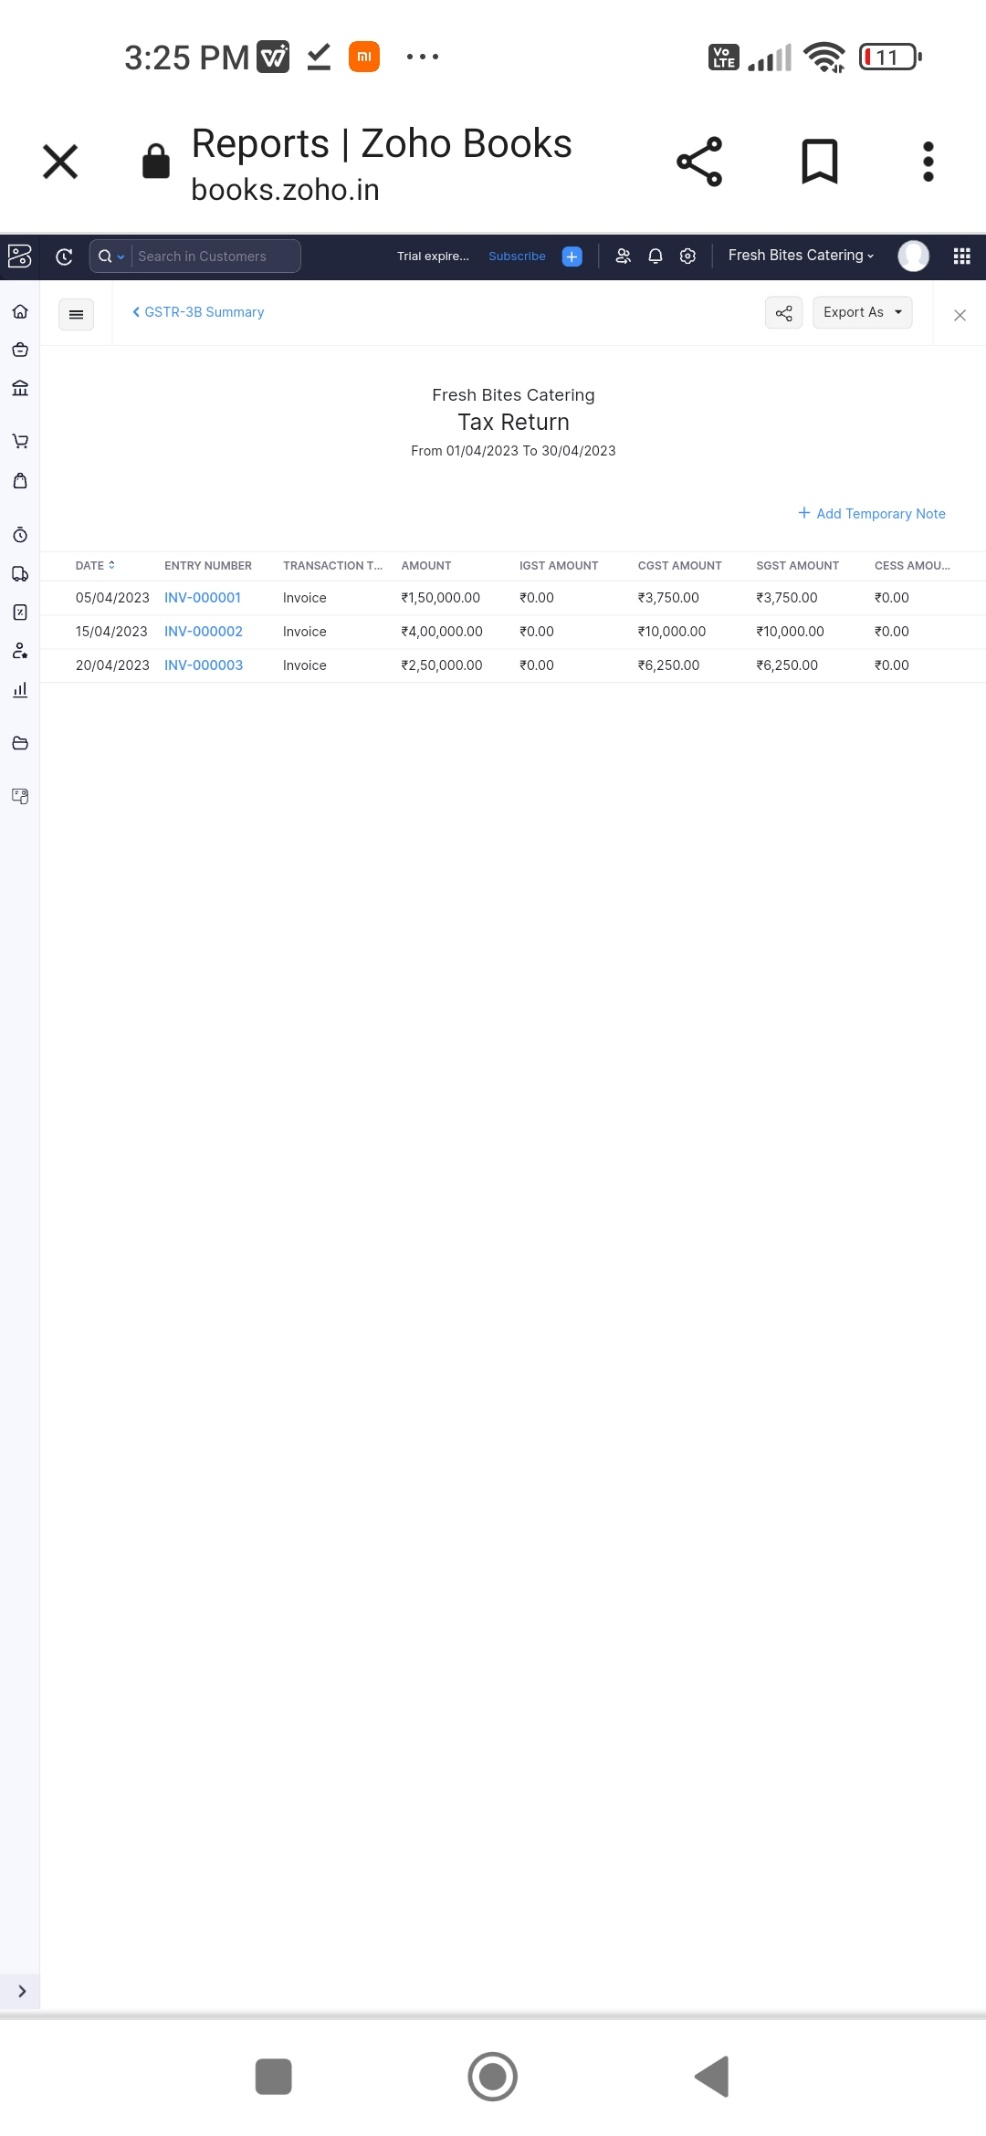 3:25 PM ... Vo LTE 11
Reports | Zoho Books
books.zoho.in
Search in Customers Trial expire... Subscribe + Fresh Bites Catering
GSTR-3B Summary Export As
Fresh Bites Catering
Tax Return
From 01/04/2023 To 30/04/2023
+ Add Temporary Note
DATE ENTRY NUMBER TRANSACTION T... AMOUNT IGST AMOUNT CGST AMOUNT SGST AMOUNT CESS AMOU...
05/04/2023 INV-000001 Invoice ₹1,50,000.00 ₹0.00 ₹3,750.00 ₹3,750.00 ₹0.00
15/04/2023 INV-000002 Invoice ₹4,00,000.00 ₹0.00 ₹10,000.00 ₹10,000.00 ₹0.00
20/04/2023 INV-000003 Invoice ₹2,50,000.00 ₹0.00 ₹6,250.00 ₹6,250.00 ₹0.00